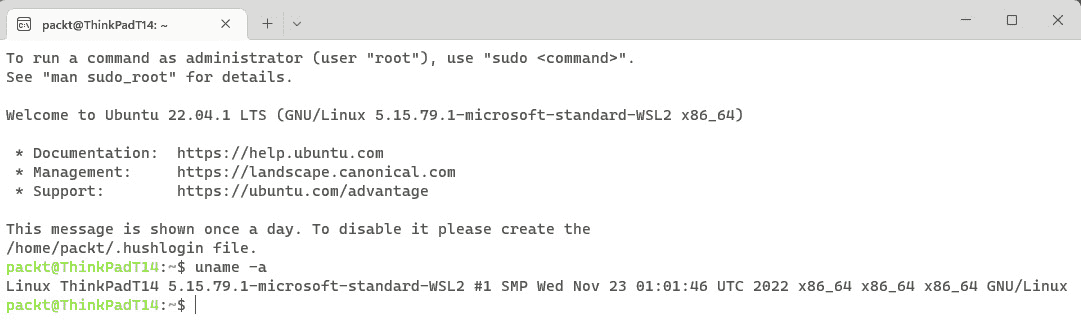 packt@ThinkPadT14: ~
To run a command as administrator (user "root"), use "sudo <command>".
See "man sudo_root" for details.
Welcome to Ubuntu 22.04.1 LTS (GNU/Linux 5.15.79.1-microsoft-standard-WSL2 x86_64)
* Documentation:  https://help.ubuntu.com
* Management:     https://landscape.canonical.com
* Support:        https://ubuntu.com/advantage
This message is shown once a day. To disable it please create the
/home/packt/.hushlogin file.
packt@ThinkPadT14:~$ uname -a
Linux ThinkPadT14 5.15.79.1-microsoft-standard-WSL2 #1 SMP Wed Nov 23 01:01:46 UTC 2022 x86_64 x86_64 x86_64 GNU/Linux
packt@ThinkPadT14:~$